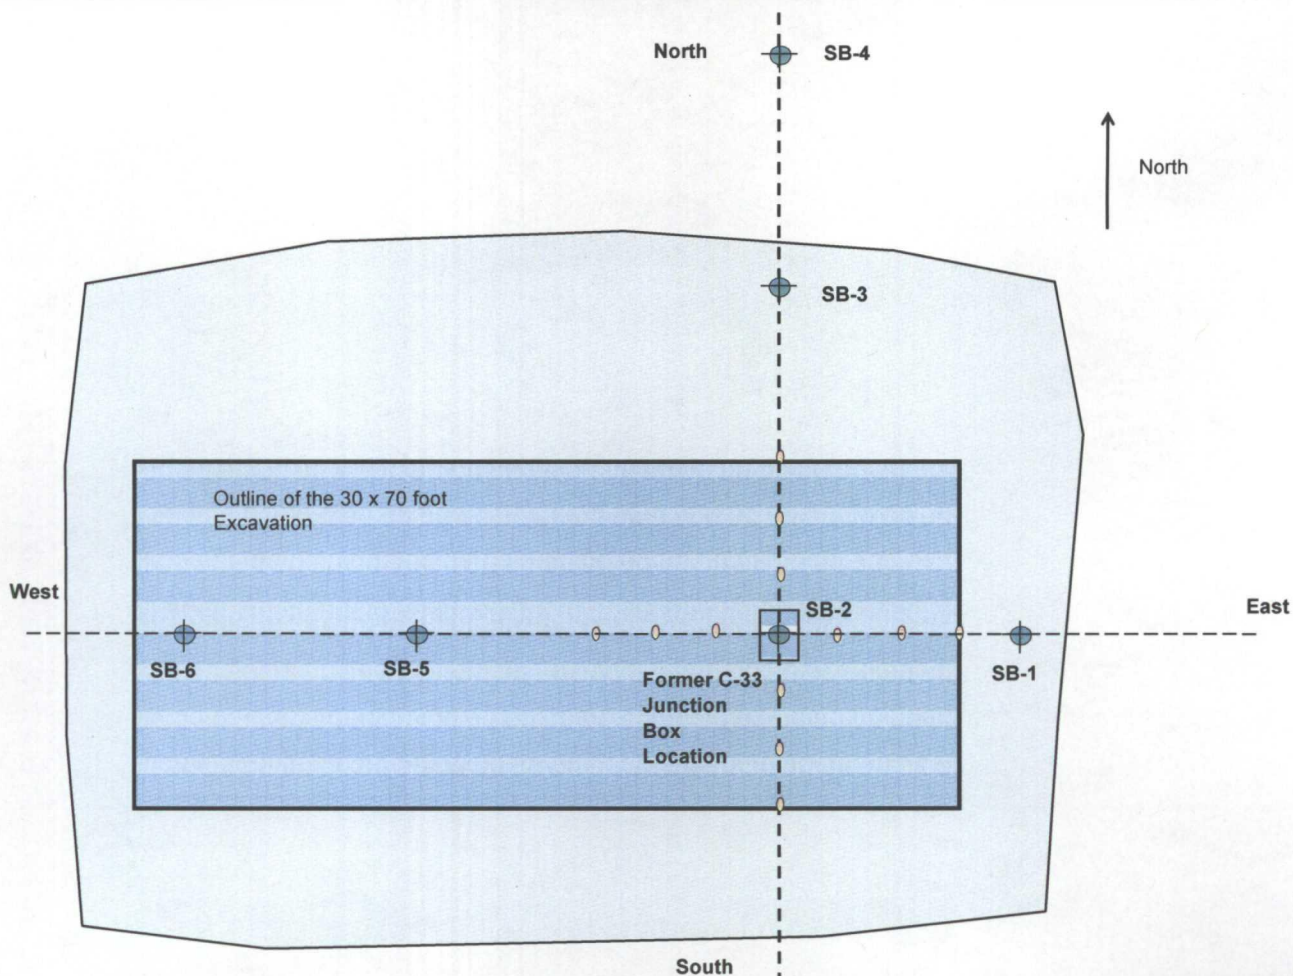 North
SB-4
North
SB-3
Outline of the 30 x 70 foot
Excavation
West
SB-2
East
SB-6
SB-5
SB-1
Former C-33
Junction
Box
Location
South